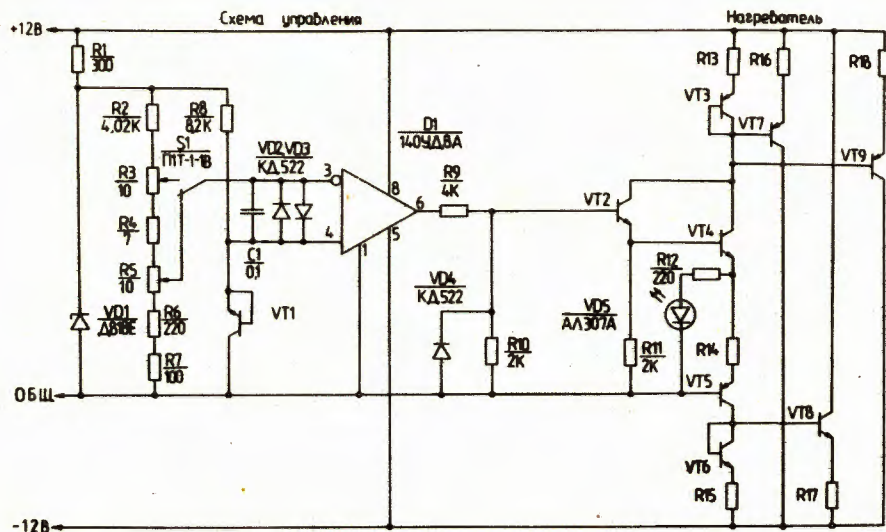 Схема управления
Нагреватель
+12В
R1
300
R2
4,02К
R8
8,2К
S1
П1Т-1-1В
R3
10
R4
7
R5
10
R6
220
R7
100
VD1
Д818Е
VD2,VD3
КД522
C1
0,1
VT1
D1
140УД8А
3
4
8
6
5
1
R9
4К
VD4
КД522
R10
2К
VT2
VD5
АЛ307А
R11
2К
R12
220
VT3
VT4
VT5
VT6
VT7
VT8
VT9
R13
R14
R15
R16
R17
R18
ОБЩ
-12В